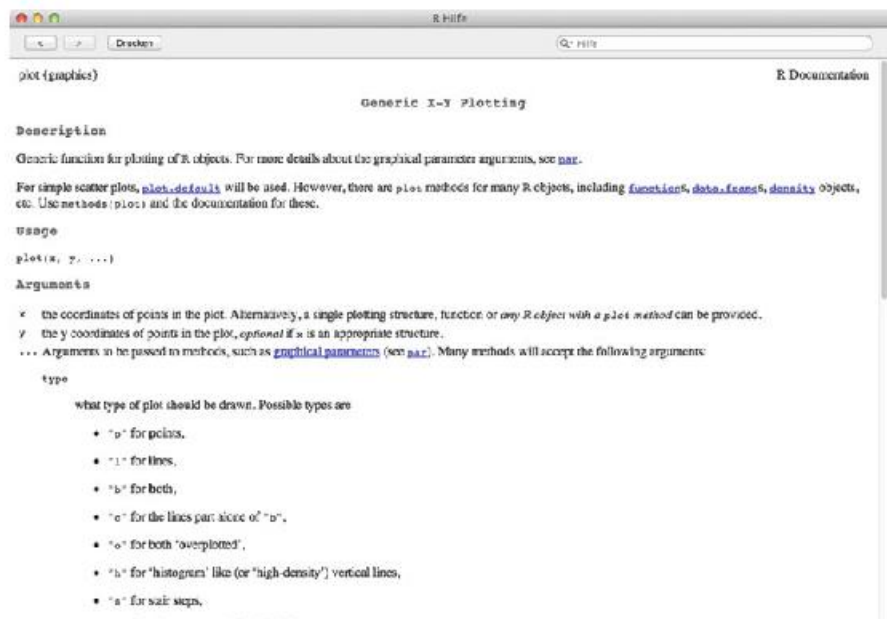 R Hilfe
Drucken
Hilfe
plot {graphics}
R Documentation
Generic X-Y Plotting
Description
Generic function for plotting of R objects. For more details about the graphical parameter arguments, see par.
For simple scatter plots, plot.default will be used. However, there are plot methods for many R objects, including functions, data.frames, density objects,
etc. Use methods(plot) and the documentation for these.
Usage
plot(x, y, ...)
Arguments
x the coordinates of points in the plot. Alternatively, a single plotting structure, function or any R object with a plot method can be provided.
y the y coordinates of points in the plot, optional if x is an appropriate structure.
... Arguments to be passed to methods, such as graphical parameters (see par). Many methods will accept the following arguments:
type
what type of plot should be drawn. Possible types are
• "p" for points,
• "l" for lines,
• "b" for both,
• "c" for the lines part alone of "b",
• "o" for both 'overplotted',
• "h" for 'histogram' like (or 'high-density') vertical lines,
• "s" for stair steps,